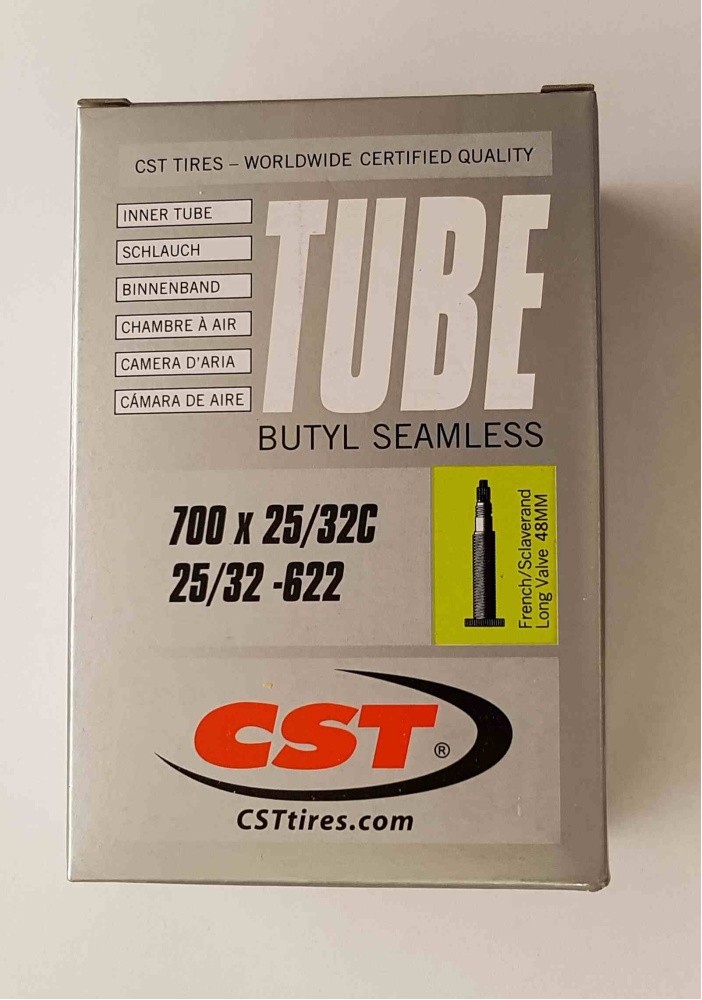 CST TIRES – WORLDWIDE CERTIFIED QUALITY
INNER TUBE
SCHLAUCH
BINNENBAND
CHAMBRE À AIR
CAMERA D'ARIA
CÁMARA DE AIRE
TUBE
BUTYL SEAMLESS
700 x 25/32C
25/32 -622
French/Sclaverand
Long Valve 48MM
CST®
CSTtires.com